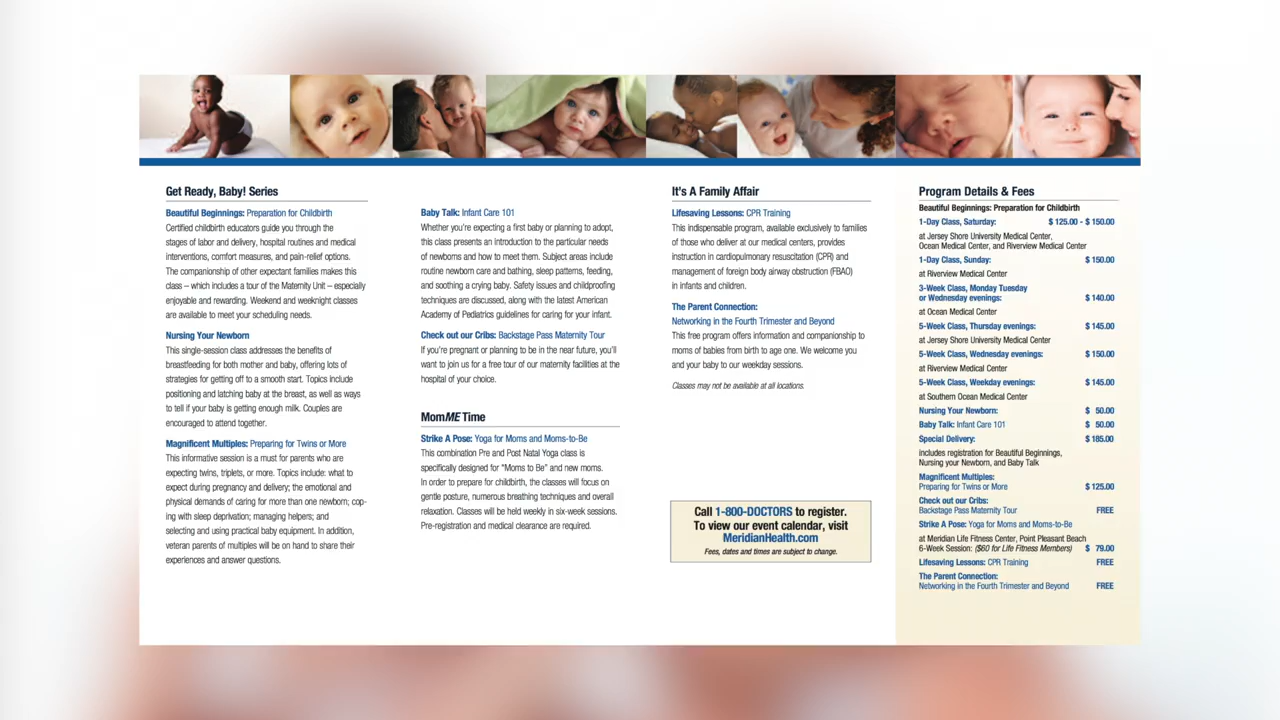 Get Ready, Baby! Series
Beautiful Beginnings: Preparation for Childbirth
Certified childbirth educators guide you through the
stages of labor and delivery, hospital routines and medical
interventions, comfort measures, and pain-relief options.
The companionship of other expectant families makes this
class – which includes a tour of the Maternity Unit – especially
enjoyable and rewarding. Weekend and weeknight classes
are available to meet your scheduling needs.
Nursing Your Newborn
This single-session class addresses the benefits of
breastfeeding for both mother and baby, offering lots of
strategies for getting off to a smooth start. Topics include
positioning and latching baby at the breast, as well as ways
to tell if your baby is getting enough milk. Couples are
encouraged to attend together.
Magnificent Multiples: Preparing for Twins or More
This informative session is a must for parents who are
expecting twins, triplets, or more. Topics include: what to
expect during pregnancy and delivery; the emotional and
physical demands of caring for more than one newborn; cop-
ing with sleep deprivation; managing helpers; and
selecting and using practical baby equipment. In addition,
veteran parents of multiples will be on hand to share their
experiences and answer questions.
Baby Talk: Infant Care 101
Whether you're expecting a first baby or planning to adopt,
this class presents an introduction to the particular needs
of newborns and how to meet them. Subject areas include
routine newborn care and bathing, sleep patterns, feeding,
and soothing a crying baby. Safety issues and childproofing
techniques are discussed, along with the latest American
Academy of Pediatrics guidelines for caring for your infant.
Check out our Cribs: Backstage Pass Maternity Tour
If you're pregnant or planning to be in the near future, you'll
want to join us for a free tour of our maternity facilities at the
hospital of your choice.
MomME Time
Strike A Pose: Yoga for Moms and Moms-to-Be
This combination Pre and Post Natal Yoga class is
specifically designed for "Moms to Be" and new moms.
In order to prepare for childbirth, the classes will focus on
gentle posture, numerous breathing techniques and overall
relaxation. Classes will be held weekly in six-week sessions.
Pre-registration and medical clearance are required.
It's A Family Affair
Lifesaving Lessons: CPR Training
This indispensable program, available exclusively to families
of those who deliver at our medical centers, provides
instruction in cardiopulmonary resuscitation (CPR) and
management of foreign body airway obstruction (FBAO)
in infants and children.
The Parent Connection:
Networking in the Fourth Trimester and Beyond
This free program offers information and companionship to
moms of babies from birth to age one. We welcome you
and your baby to our weekday sessions.
Classes may not be available at all locations.
Call 1-800-DOCTORS to register.
To view our event calendar, visit
MeridianHealth.com
Fees, dates and times are subject to change.
Program Details & Fees
Beautiful Beginnings: Preparation for Childbirth
1-Day Class, Saturday: $ 125.00 - $ 150.00
at Jersey Shore University Medical Center,
Ocean Medical Center, and Riverview Medical Center
1-Day Class, Sunday: $ 150.00
at Riverview Medical Center
3-Week Class, Monday Tuesday
or Wednesday evenings: $ 140.00
at Ocean Medical Center
5-Week Class, Thursday evenings: $ 145.00
at Jersey Shore University Medical Center
5-Week Class, Wednesday evenings: $ 150.00
at Riverview Medical Center
5-Week Class, Weekday evenings: $ 145.00
at Southern Ocean Medical Center
Nursing Your Newborn: $ 50.00
Baby Talk: Infant Care 101 $ 50.00
Special Delivery: $ 185.00
includes registration for Beautiful Beginnings,
Nursing your Newborn, and Baby Talk
Magnificent Multiples:
Preparing for Twins or More $ 125.00
Check out our Cribs:
Backstage Pass Maternity Tour FREE
Strike A Pose: Yoga for Moms and Moms-to-Be
at Meridian Life Fitness Center, Point Pleasant Beach
6-Week Session: ($60 for Life Fitness Members) $ 79.00
Lifesaving Lessons: CPR Training FREE
The Parent Connection:
Networking in the Fourth Trimester and Beyond FREE